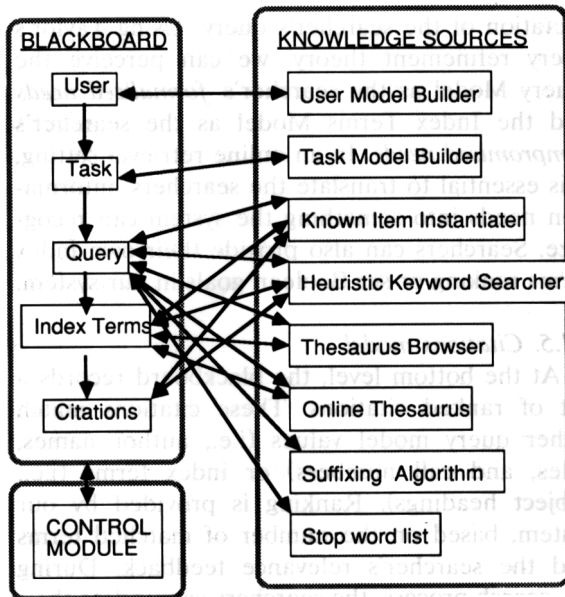 BLACKBOARD
User
Task
Query
Index Terms
Citations
CONTROL
MODULE
KNOWLEDGE SOURCES
User Model Builder
Task Model Builder
Known Item Instantiater
Heuristic Keyword Searcher
Thesaurus Browser
Online Thesaurus
Suffixing Algorithm
Stop word list